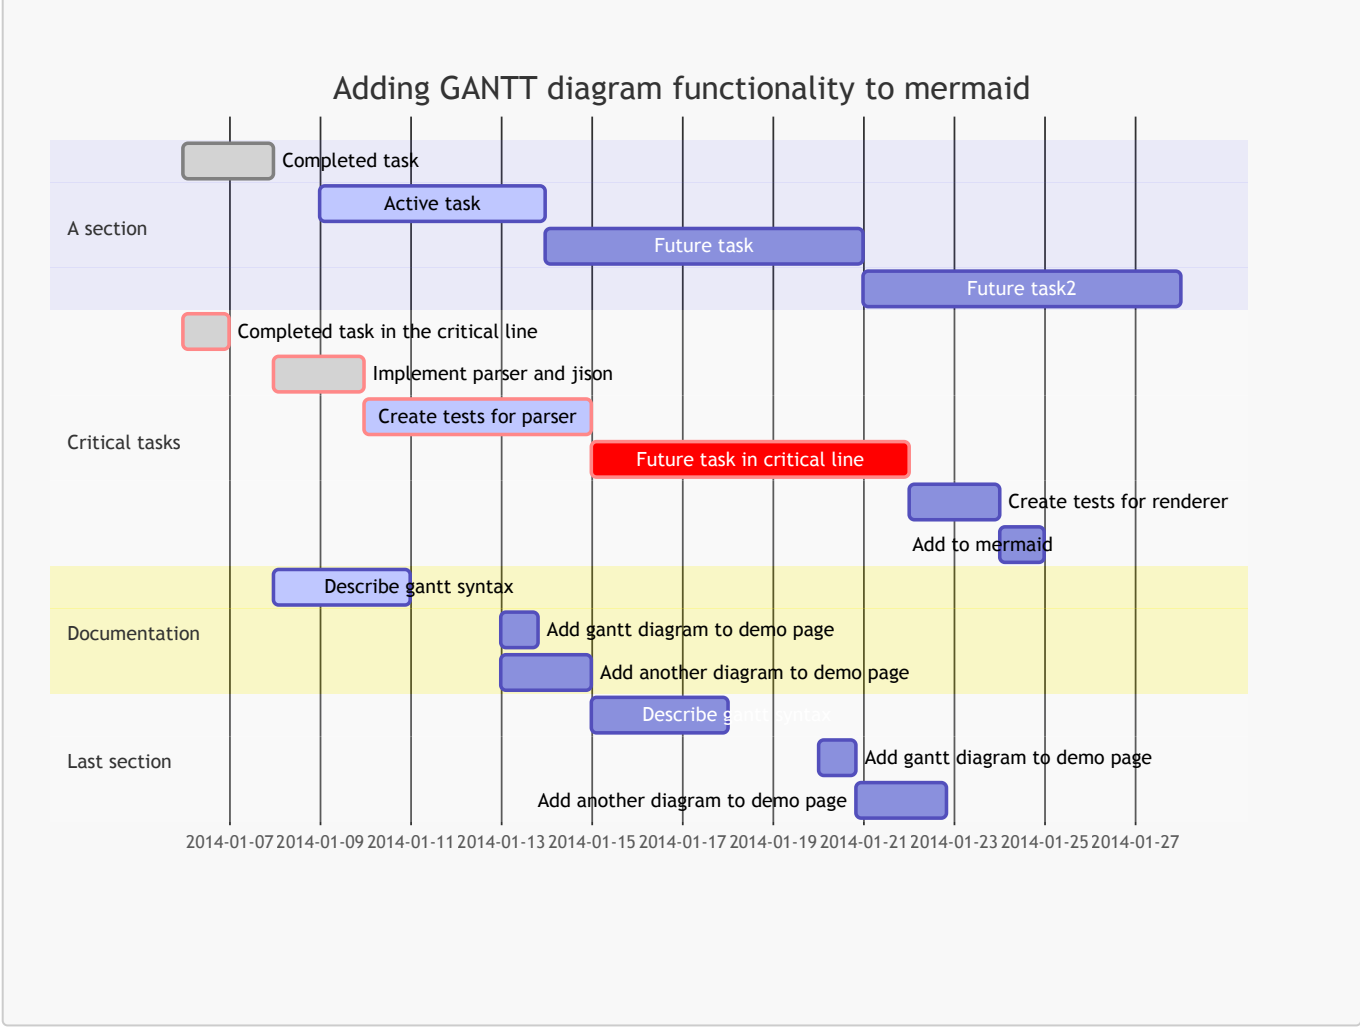 Adding GANTT diagram functionality to mermaid
Completed task
Active task
A section
Future task
Future task2
Completed task in the critical line
Implement parser and jison
Create tests for parser
Critical tasks
Future task in critical line
Create tests for renderer
Add to mermaid
Describe gantt syntax
Documentation
Add gantt diagram to demo page
Add another diagram to demo page
Describe gantt syntax
Last section
Add gantt diagram to demo page
Add another diagram to demo page
2014-01-07 2014-01-09 2014-01-11 2014-01-13 2014-01-15 2014-01-17 2014-01-19 2014-01-21 2014-01-23 2014-01-25 2014-01-27